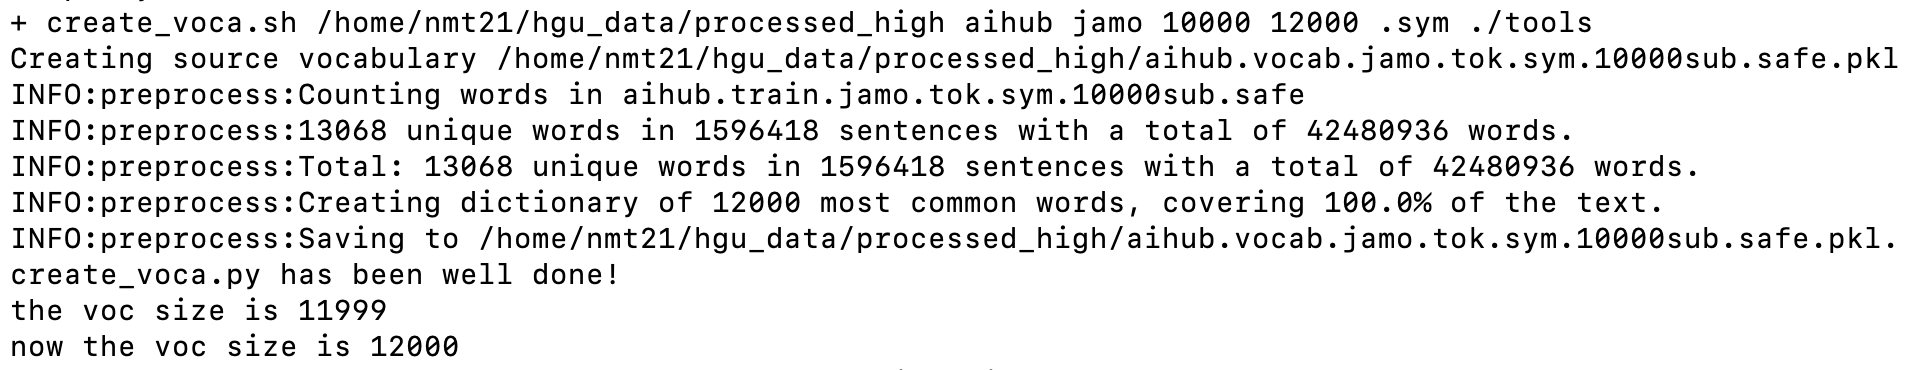 + create_voca.sh /home/nmt21/hgu_data/processed_high aihub jamo 10000 12000 .sym ./tools
Creating source vocabulary /home/nmt21/hgu_data/processed_high/aihub.vocab.jamo.tok.sym.10000sub.safe.pkl
INFO:preprocess:Counting words in aihub.train.jamo.tok.sym.10000sub.safe
INFO:preprocess:13068 unique words in 1596418 sentences with a total of 42480936 words.
INFO:preprocess:Total: 13068 unique words in 1596418 sentences with a total of 42480936 words.
INFO:preprocess:Creating dictionary of 12000 most common words, covering 100.0% of the text.
INFO:preprocess:Saving to /home/nmt21/hgu_data/processed_high/aihub.vocab.jamo.tok.sym.10000sub.safe.pkl.
create_voca.py has been well done!
the voc size is 11999
now the voc size is 12000